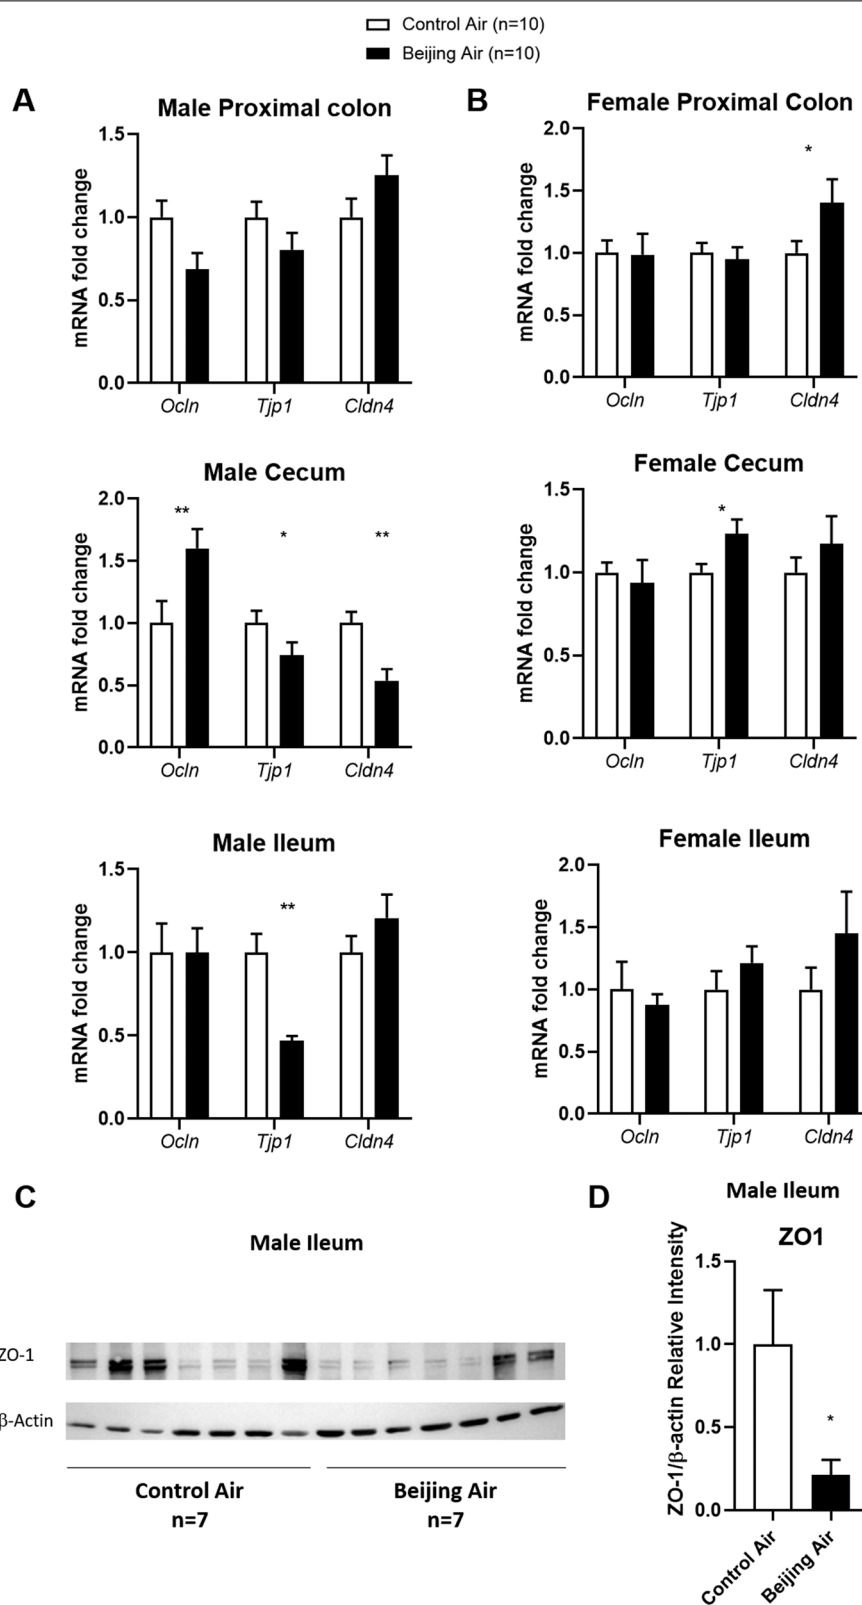 Control Air (n=10)
Beijing Air (n=10)
A
Male Proximal colon
mRNA fold change
1.5
1.0
0.5
0.0
Ocln Tjp1 Cldn4
B
Female Proximal Colon
mRNA fold change
2.0
1.5
1.0
0.5
0.0
*
Ocln Tjp1 Cldn4
Male Cecum
mRNA fold change
2.0
1.5
1.0
0.5
0.0
** * **
Ocln Tjp1 Cldn4
Female Cecum
mRNA fold change
1.5
1.0
0.5
0.0
*
Ocln Tjp1 Cldn4
Male Ileum
mRNA fold change
1.5
1.0
0.5
0.0
**
Ocln Tjp1 Cldn4
Female Ileum
mRNA fold change
2.0
1.5
1.0
0.5
0.0
Ocln Tjp1 Cldn4
C
Male Ileum
ZO-1
β-Actin
Control Air
n=7
Beijing Air
n=7
D
Male Ileum
ZO1
ZO-1/β-actin Relative Intensity
1.5
1.0
0.5
0.0
*
Control Air
Beijing Air